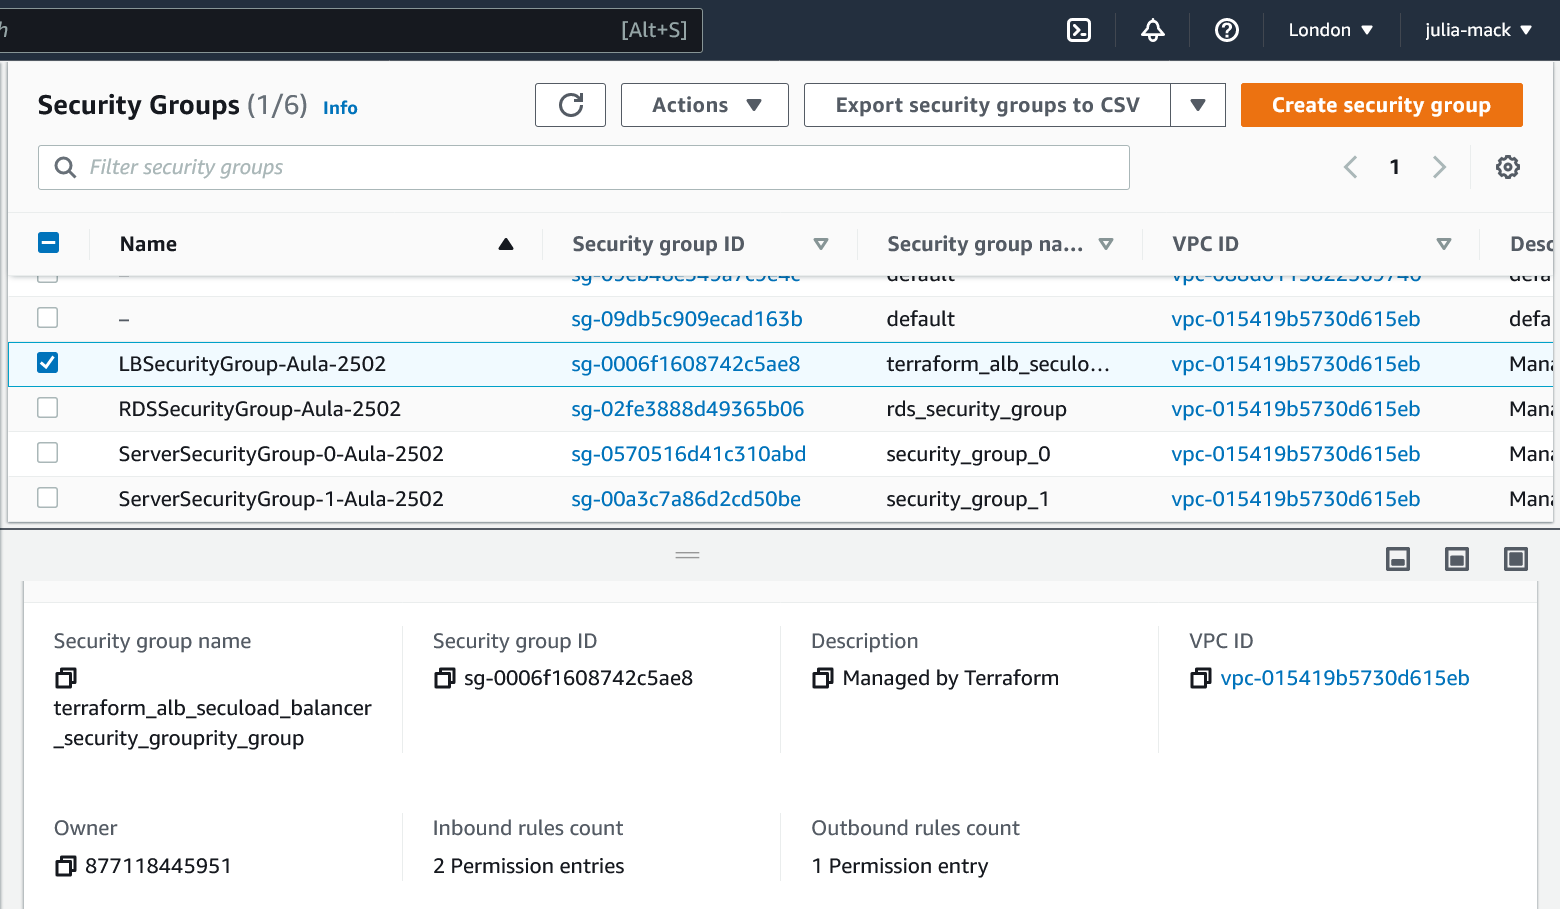 h [Alt+S] London julia-mack
Security Groups (1/6) Info Actions Export security groups to CSV Create security group
Filter security groups 1
Name Security group ID Security group na... VPC ID Desc
– default
– sg-09db5c909ecad163b default vpc-015419b5730d615eb defa
LBSecurityGroup-Aula-2502 sg-0006f1608742c5ae8 terraform_alb_seculo... vpc-015419b5730d615eb Mana
RDSSecurityGroup-Aula-2502 sg-02fe3888d49365b06 rds_security_group vpc-015419b5730d615eb Mana
ServerSecurityGroup-0-Aula-2502 sg-0570516d41c310abd security_group_0 vpc-015419b5730d615eb Mana
ServerSecurityGroup-1-Aula-2502 sg-00a3c7a86d2cd50be security_group_1 vpc-015419b5730d615eb Mana
Security group name Security group ID Description VPC ID
sg-0006f1608742c5ae8 Managed by Terraform vpc-015419b5730d615eb
terraform_alb_secuload_balancer
_security_grouprity_group
Owner Inbound rules count Outbound rules count
877118445951 2 Permission entries 1 Permission entry